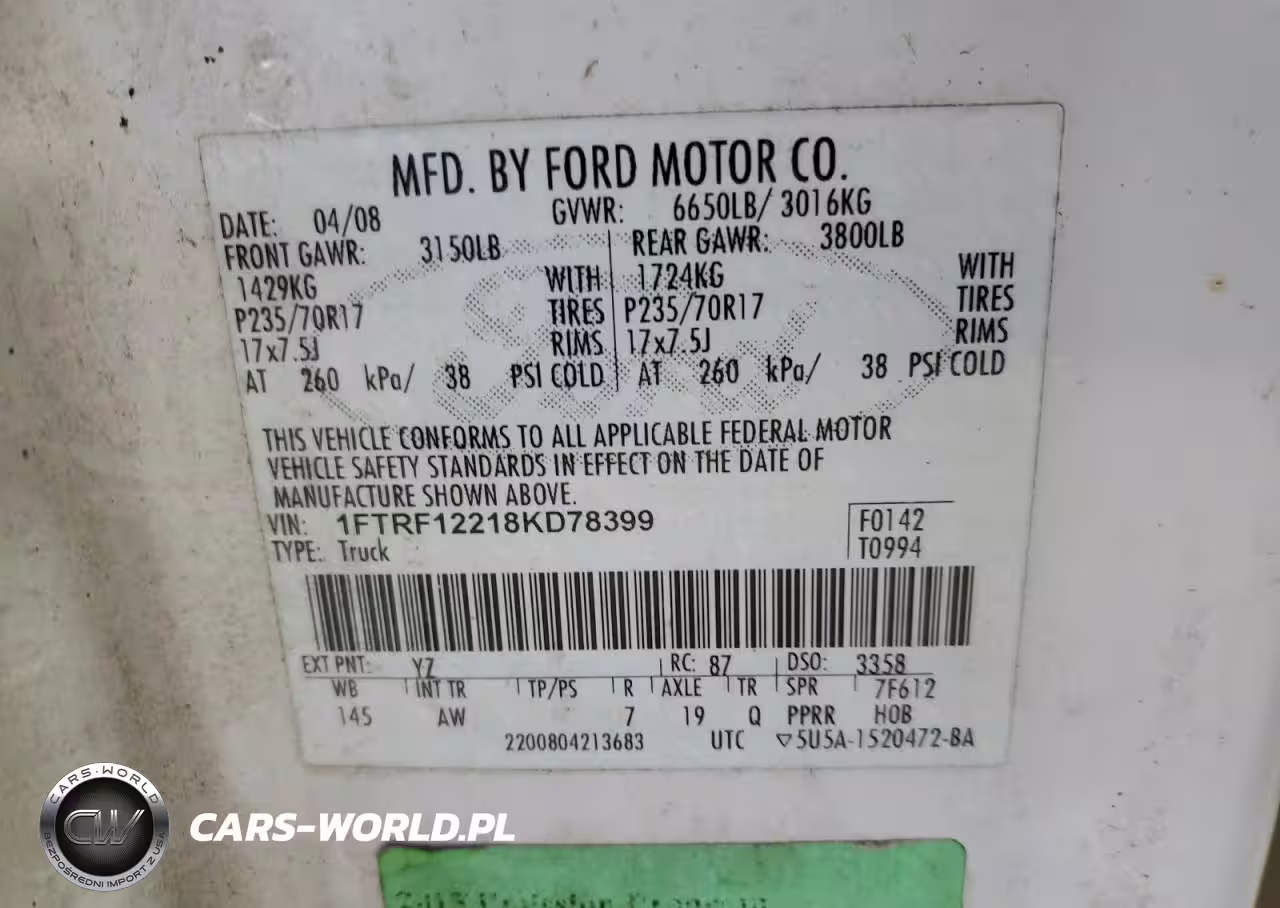 MFD. BY FORD MOTOR CO.
DATE: 04/08 GVWR: 6650LB/ 3016KG
FRONT GAWR: 3150LB REAR GAWR: 3800LB
1429KG WITH 1724KG WITH
P235/70R17 TIRES P235/70R17 TIRES
17x7.5J RIMS 17x7.5J RIMS
AT 260 kPa/ 38 PSI COLD AT 260 kPa/ 38 PSI COLD
THIS VEHICLE CONFORMS TO ALL APPLICABLE FEDERAL MOTOR
VEHICLE SAFETY STANDARDS IN EFFECT ON THE DATE OF
MANUFACTURE SHOWN ABOVE.
VIN: 1FTRF12218KD78399 F0142
TYPE: Truck T0994
EXT PNT: YZ RC: 87 DSO: 3358
WB INT TR TP/PS R AXLE TR SPR 7F612
145 AW 7 19 Q PPRR HOB
2200804213683 UTC ▽5U5A-1520472-BA
CARS-WORLD
CW
BEZPOŚREDNI IMPORT Z USA
CARS-WORLD.PL